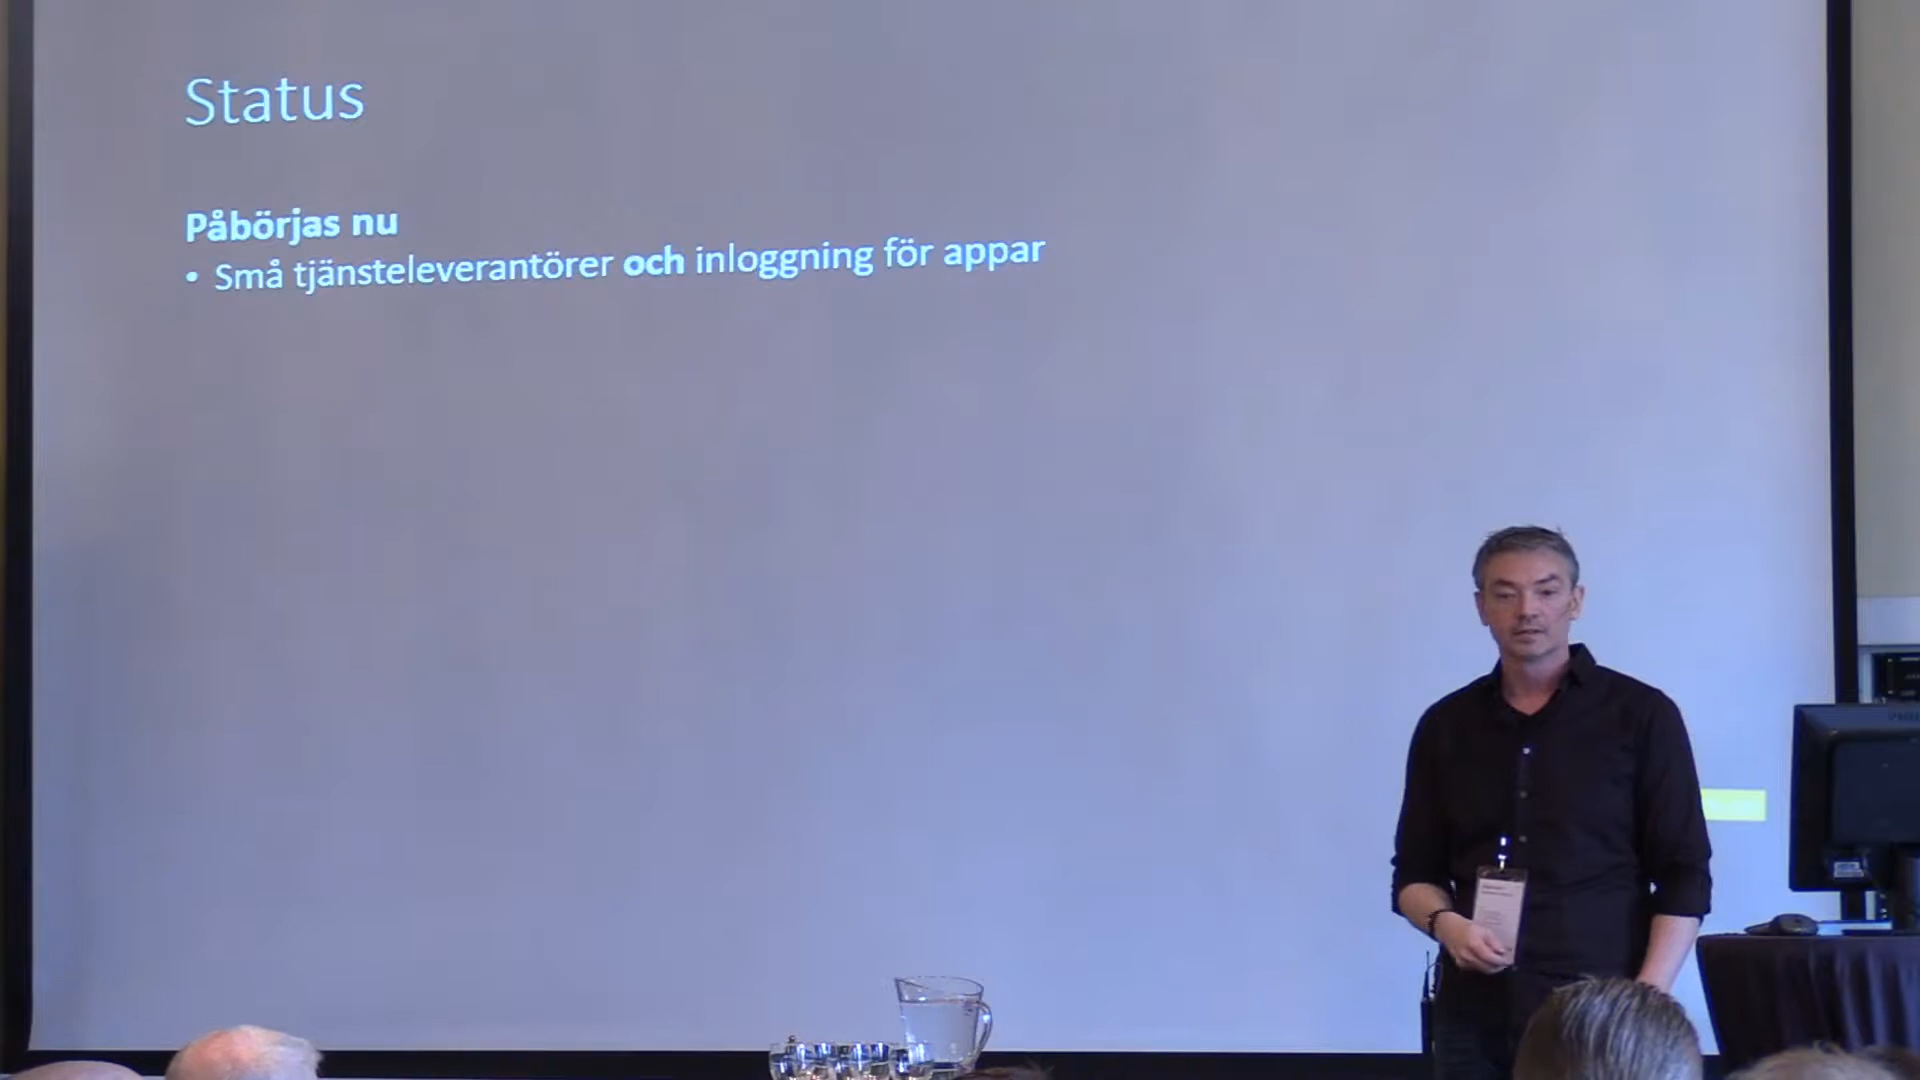 Status
Påbörjas nu
• Små tjänsteleverantörer och inloggning för appar